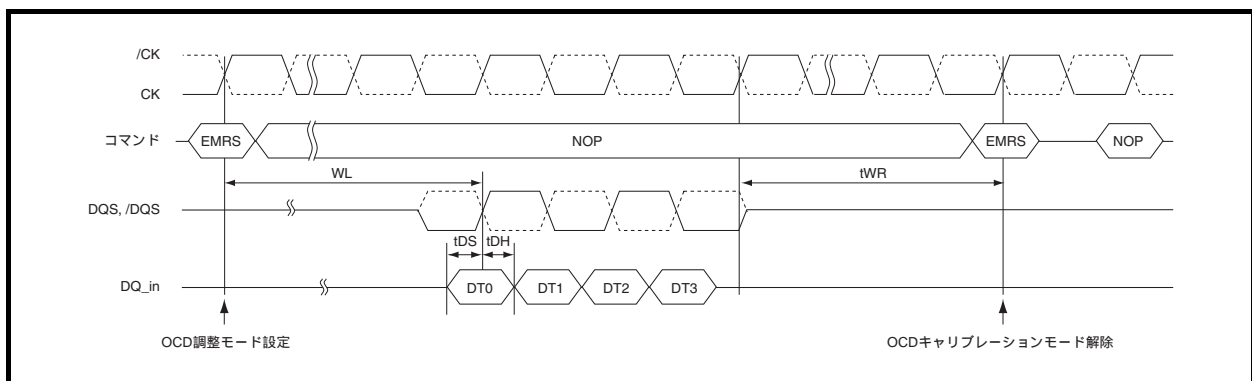 /CK
CK
コマンド
EMRS
NOP
EMRS
NOP
WL
tWR
DQS, /DQS
tDS
tDH
DQ_in
DT0
DT1
DT2
DT3
OCD調整モード設定
OCDキャリブレーションモード解除